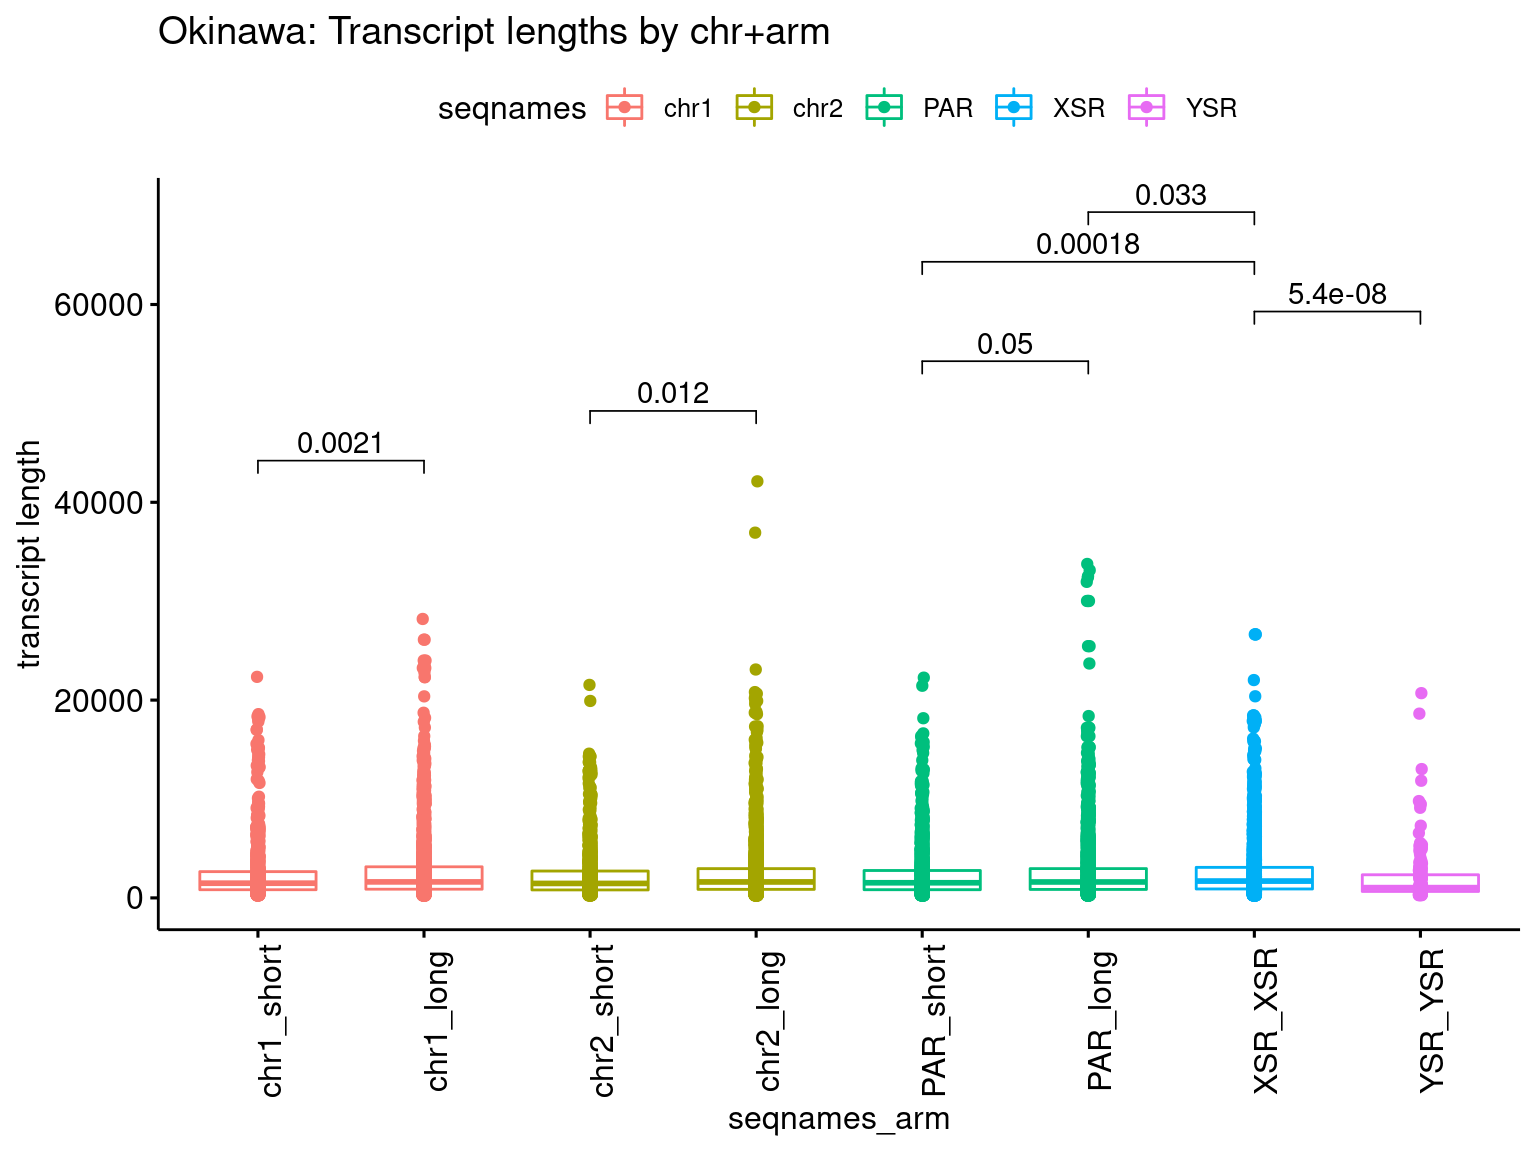 Okinawa: Transcript lengths by chr+arm
seqnames chr1 chr2 PAR XSR YSR
0.033
0.00018
5.4e-08
0.05
0.012
0.0021
60000
40000
20000
0
transcript length
chr1_short
chr1_long
chr2_short
chr2_long
PAR_short
PAR_long
XSR_XSR
YSR_YSR
seqnames_arm